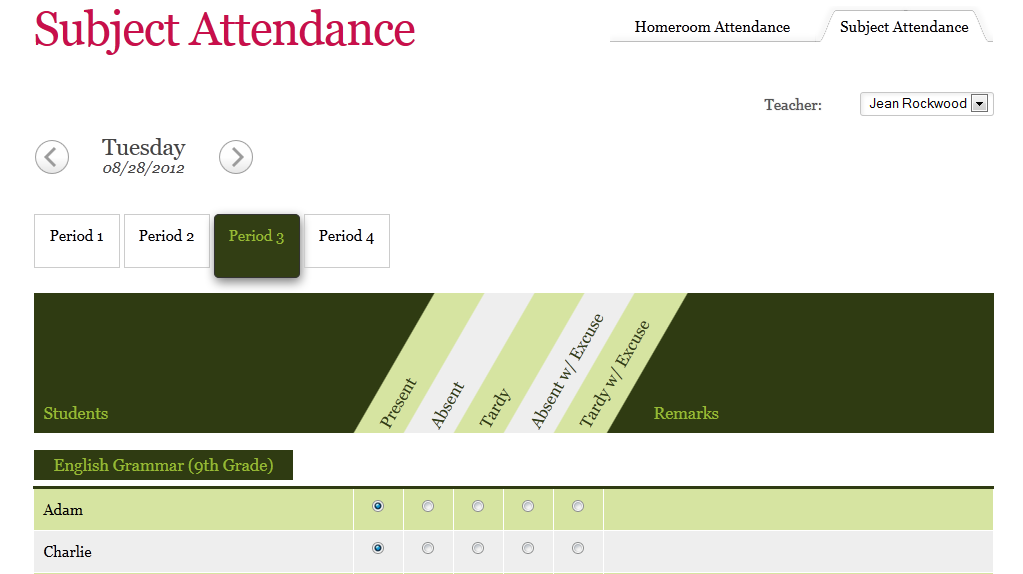 Subject Attendance
Homeroom Attendance
Subject Attendance
Teacher:
Jean Rockwood
Tuesday
08/28/2012
Period 1
Period 2
Period 3
Period 4
Students
Present
Absent
Tardy
Absent w/ Excuse
Tardy w/ Excuse
Remarks
English Grammar (9th Grade)
Adam
Charlie